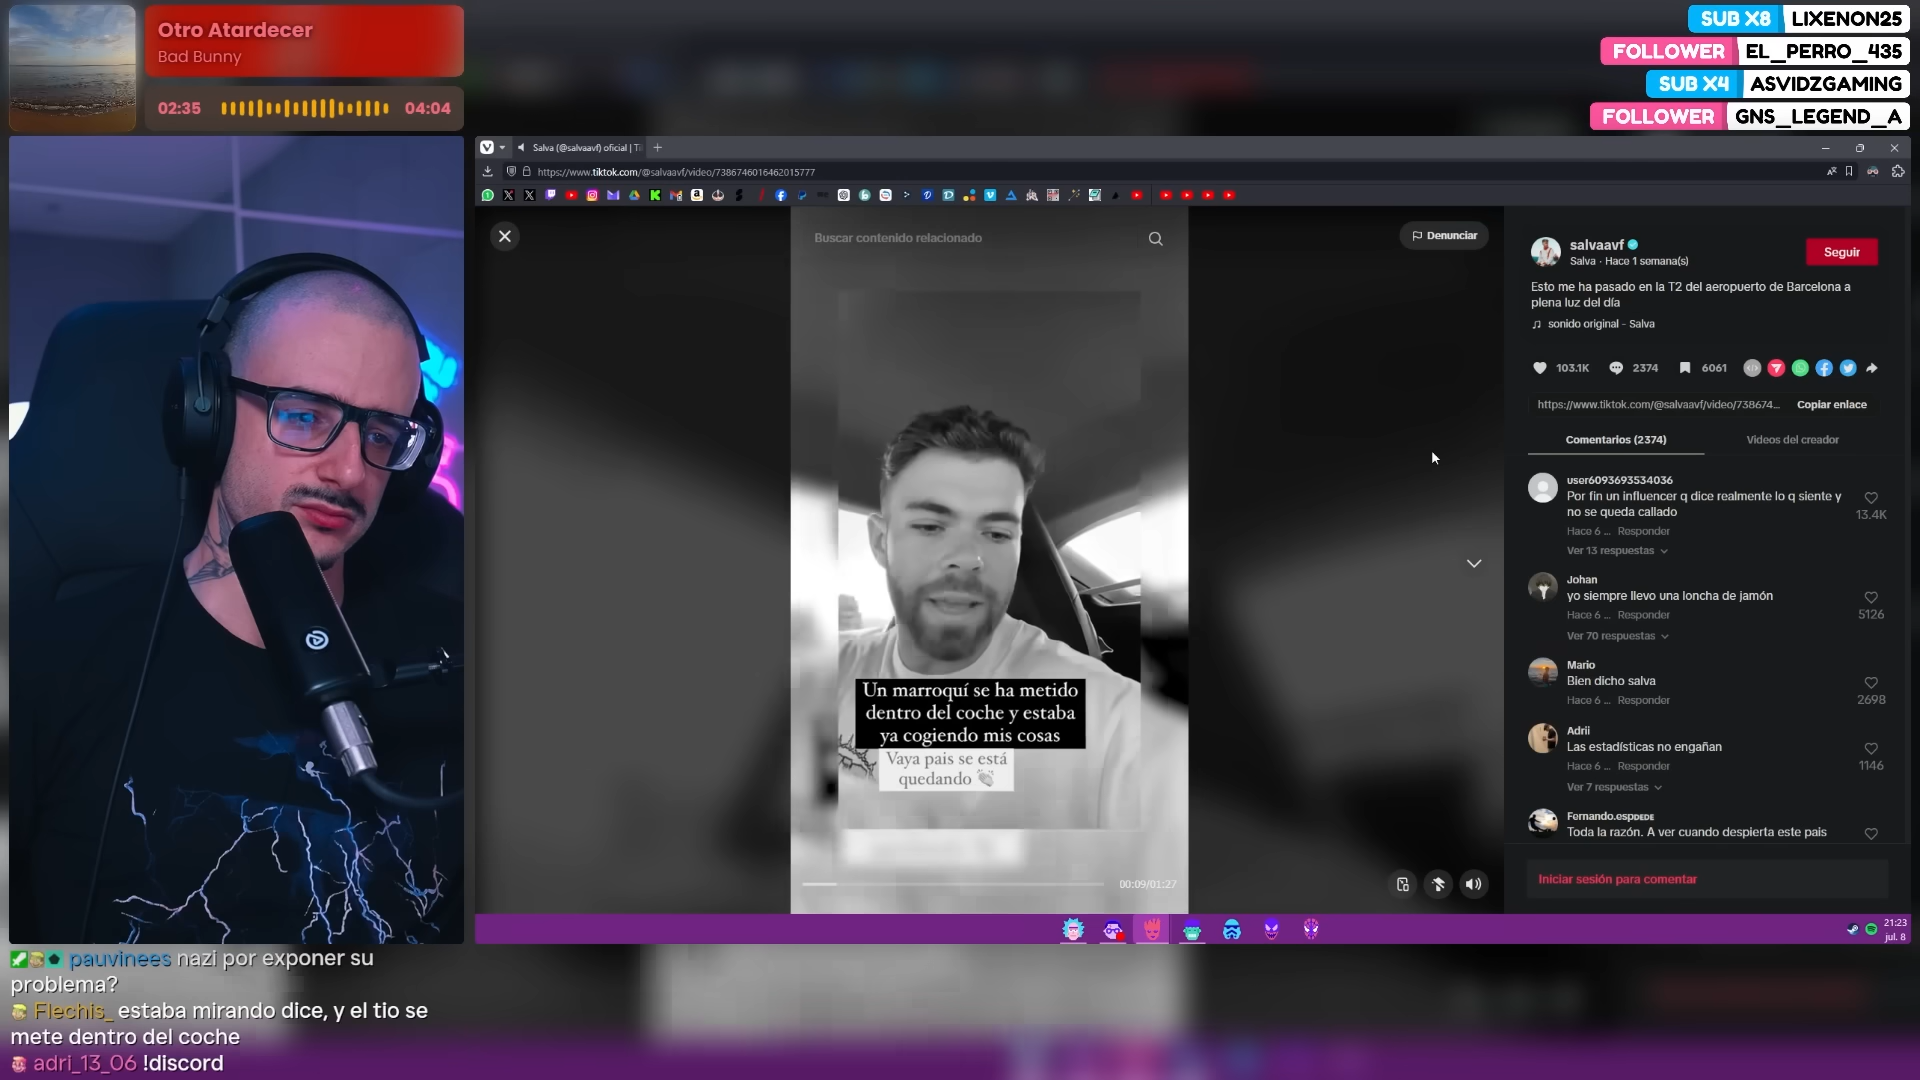 Otro Atardecer
Bad Bunny
02:35
04:04
SUB X8 LIXENON25
FOLLOWER EL_PERRO_435
SUB X4 ASVIDZGAMING
FOLLOWER GNS_LEGEND_A
Salva (@salvaavf) oficial | Ti
https://www.tiktok.com/@salvaavf/video/7386746016462015777
Buscar contenido relacionado
Denunciar
Un marroquí se ha metido
dentro del coche y estaba
ya cogiendo mis cosas
Vaya pais se está
quedando
00:09/01:27
salvaavf
Salva · Hace 1 semana(s)
Seguir
Esto me ha pasado en la T2 del aeropuerto de Barcelona a
plena luz del día
sonido original - Salva
103.1K
2374
6061
https://www.tiktok.com/@salvaavf/video/738674...
Copiar enlace
Comentarios (2374)
Videos del creador
user6093693534036
Por fin un influencer q dice realmente lo q siente y
no se queda callado
13.4K
Hace 6 ... Responder
Ver 13 respuestas
Johan
yo siempre llevo una loncha de jamón
5126
Hace 6 ... Responder
Ver 70 respuestas
Mario
Bien dicho salva
2698
Hace 6 ... Responder
Adrii
Las estadísticas no engañan
1146
Hace 6 ... Responder
Ver 7 respuestas
Fernando.espᴅᴇᴅᴇ
Toda la razón. A ver cuando despierta este pais
Iniciar sesión para comentar
21:23
jul. 8
pauvinees nazi por exponer su
problema?
Flechis_ estaba mirando dice, y el tio se
mete dentro del coche
adri_13_06 !discord